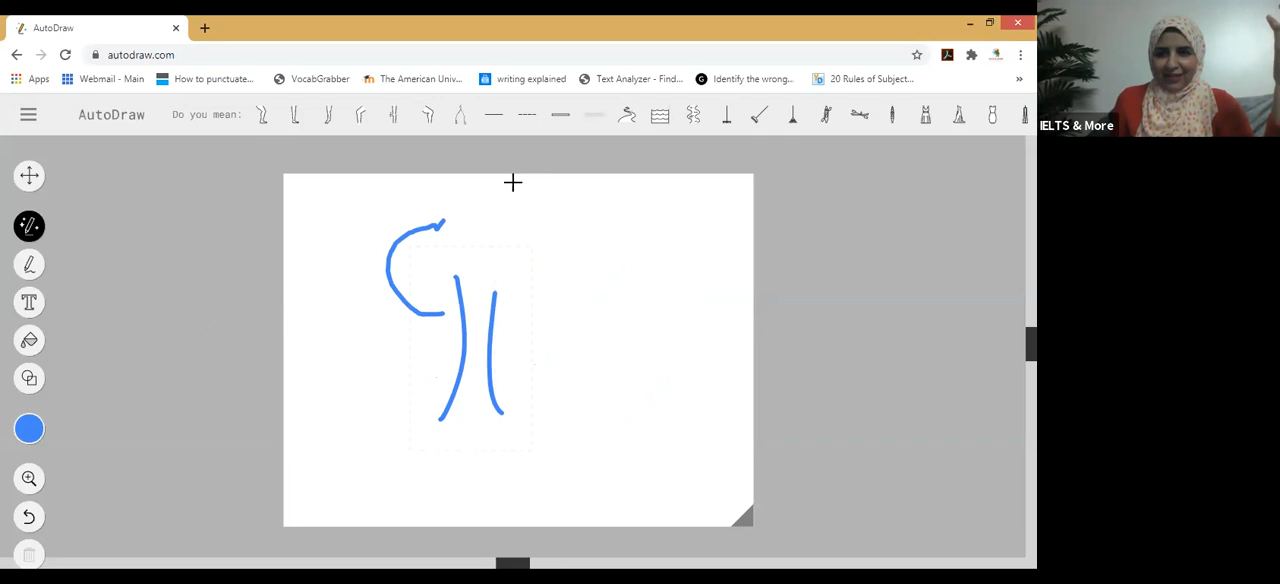 AutoDraw
autodraw.com
Apps Webmail - Main How to punctuate... VocabGrabber The American Univ... writing explained Text Analyzer - Find... Identify the wrong... 20 Rules of Subject... »
AutoDraw Do you mean:
IELTS & More